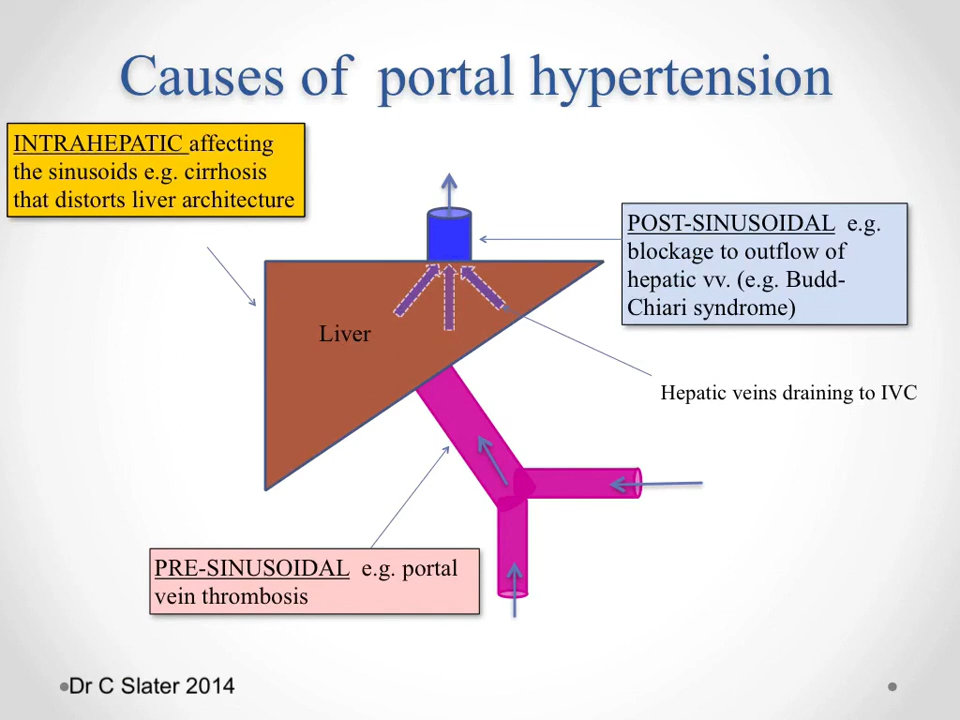 Causes of portal hypertension
INTRAHEPATIC affecting
the sinusoids e.g. cirrhosis
that distorts liver architecture
POST-SINUSOIDAL e.g.
blockage to outflow of
hepatic vv. (e.g. Budd-
Chiari syndrome)
Liver
Hepatic veins draining to IVC
PRE-SINUSOIDAL e.g. portal
vein thrombosis
Dr C Slater 2014